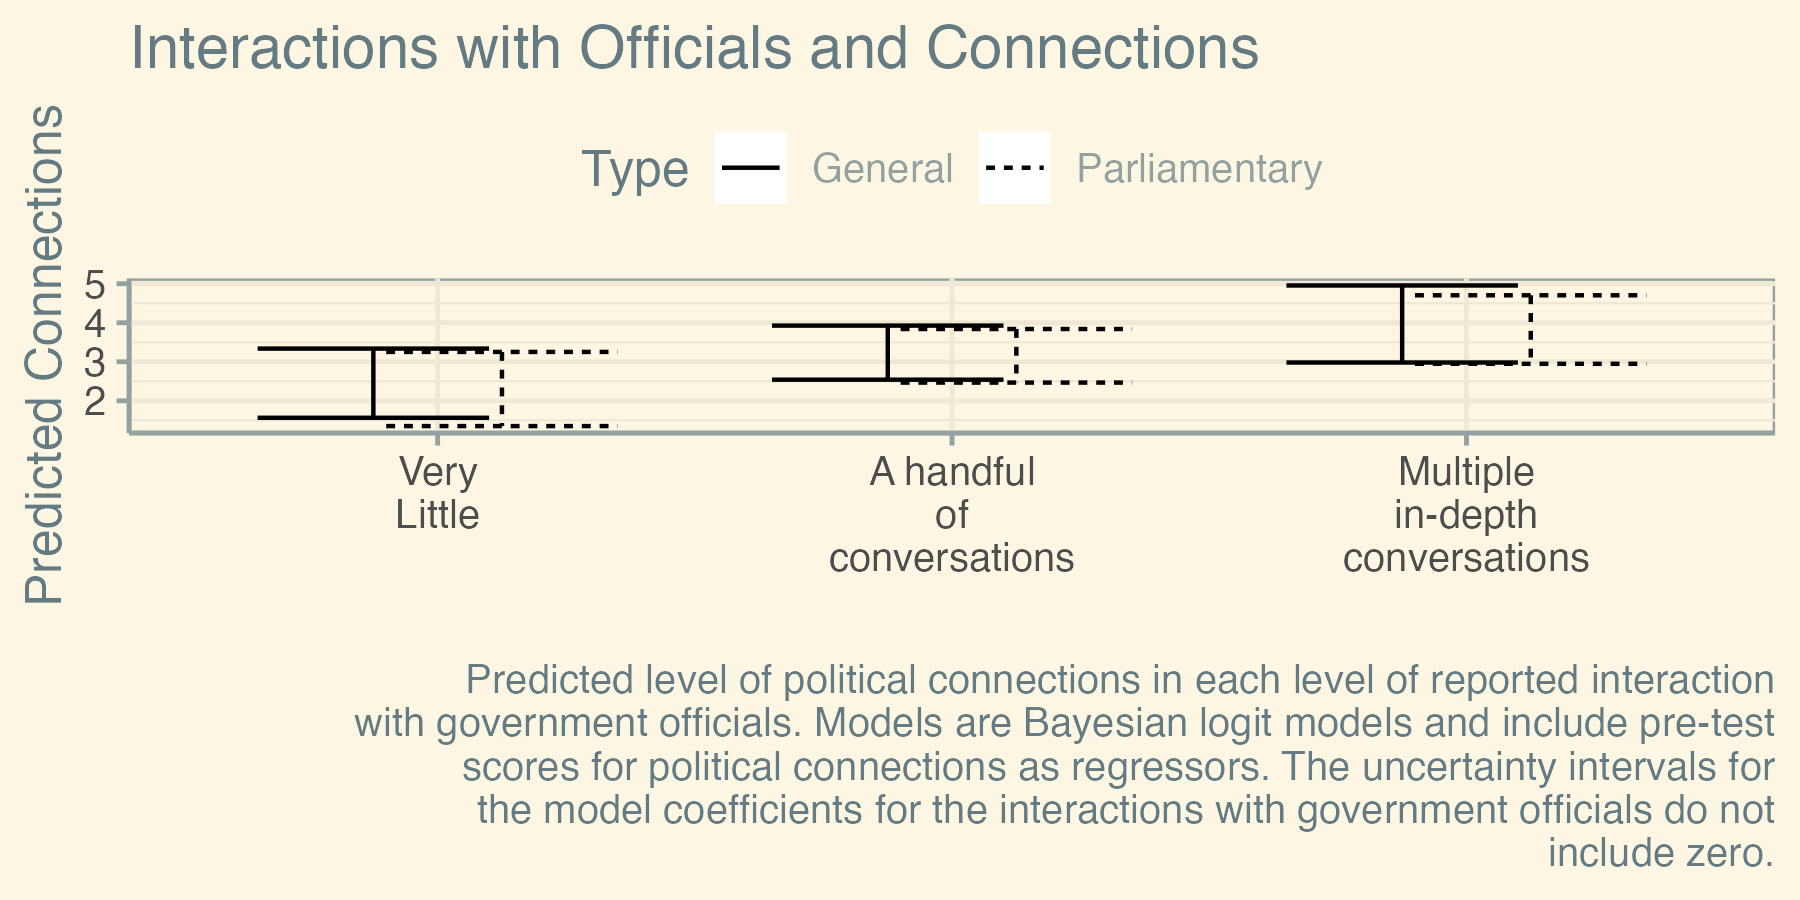 Interactions with Officials and Connections
Type General Parliamentary
Predicted Connections
5
4
3
2
Very
Little
A handful
of
conversations
Multiple
in-depth
conversations
Predicted level of political connections in each level of reported interaction
with government officials. Models are Bayesian logit models and include pre-test
scores for political connections as regressors. The uncertainty intervals for
the model coefficients for the interactions with government officials do not
include zero.